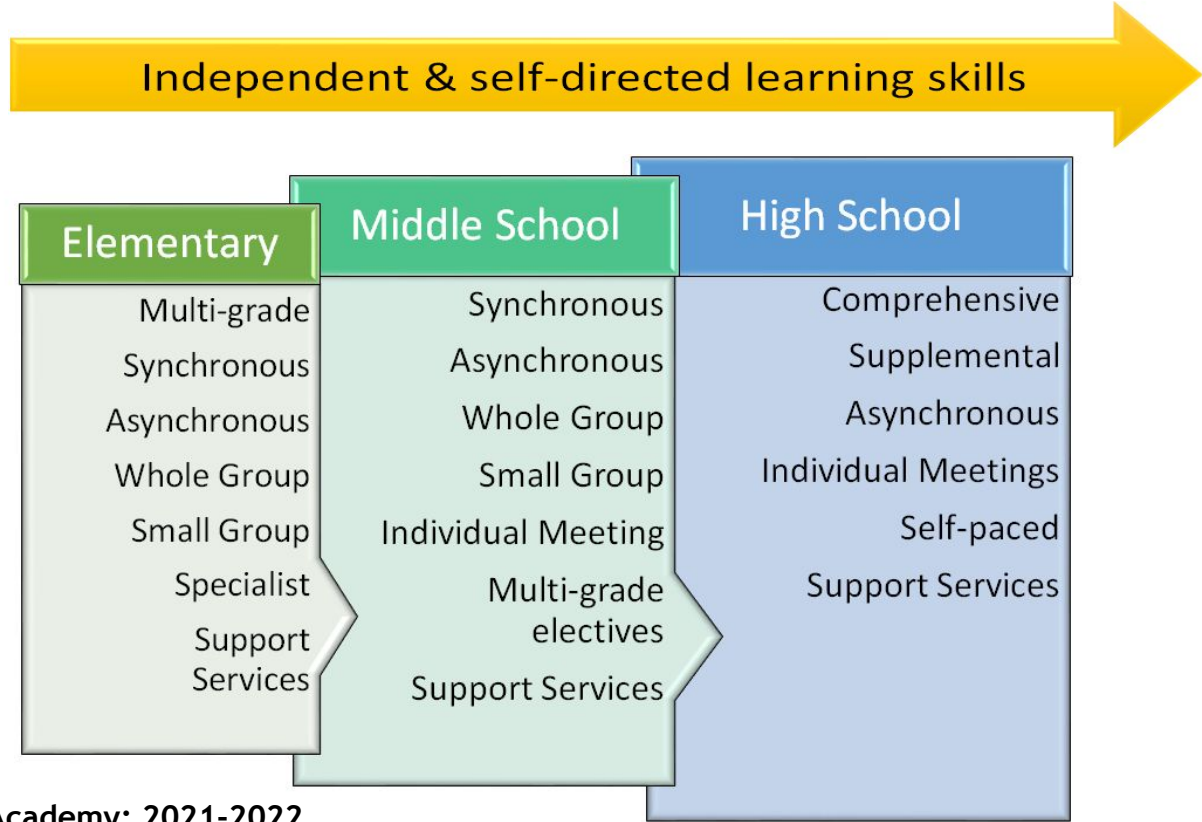 Independent & self-directed learning skills
Elementary
Multi-grade
Synchronous
Asynchronous
Whole Group
Small Group
Specialist
Support
Services
Middle School
Synchronous
Asynchronous
Whole Group
Small Group
Individual Meeting
Multi-grade
electives
Support Services
High School
Comprehensive
Supplemental
Asynchronous
Individual Meetings
Self-paced
Support Services
Academy: 2021-2022